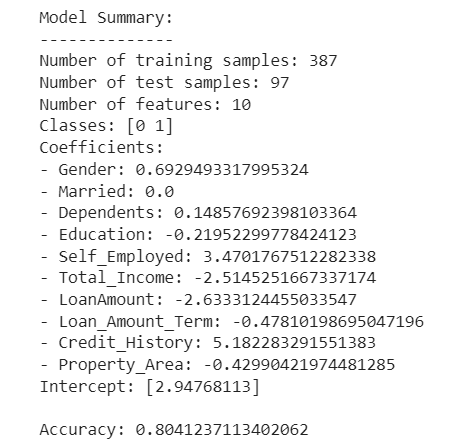 Model Summary:
--------------
Number of training samples: 387
Number of test samples: 97
Number of features: 10
Classes: [0 1]
Coefficients:
- Gender: 0.6929493317995324
- Married: 0.0
- Dependents: 0.14857692398103364
- Education: -0.21952299778424123
- Self_Employed: 3.4701767512282338
- Total_Income: -2.5145251667337174
- LoanAmount: -2.6333124455033547
- Loan_Amount_Term: -0.47810198695047196
- Credit_History: 5.182283291551383
- Property_Area: -0.42990421974481285
Intercept: [2.94768113]
Accuracy: 0.8041237113402062